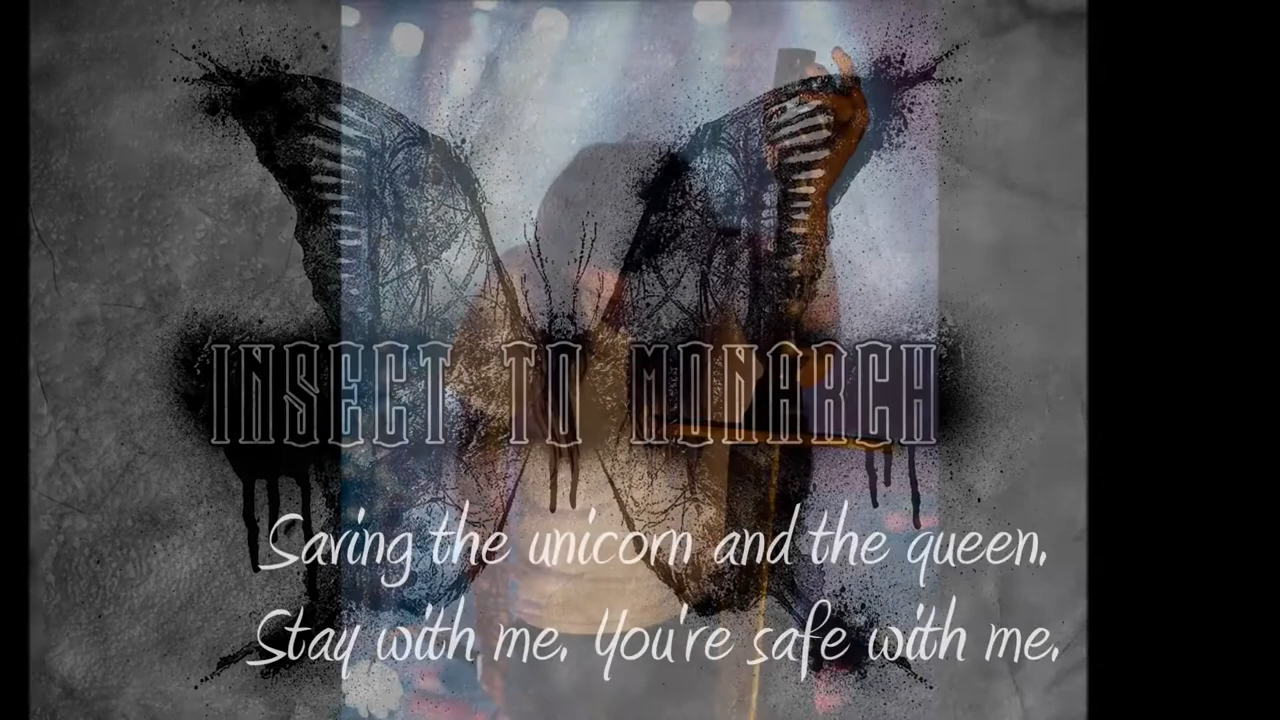 INSECT TO MONARCH
Saving the unicorn and the queen.
Stay with me. You're safe with me.